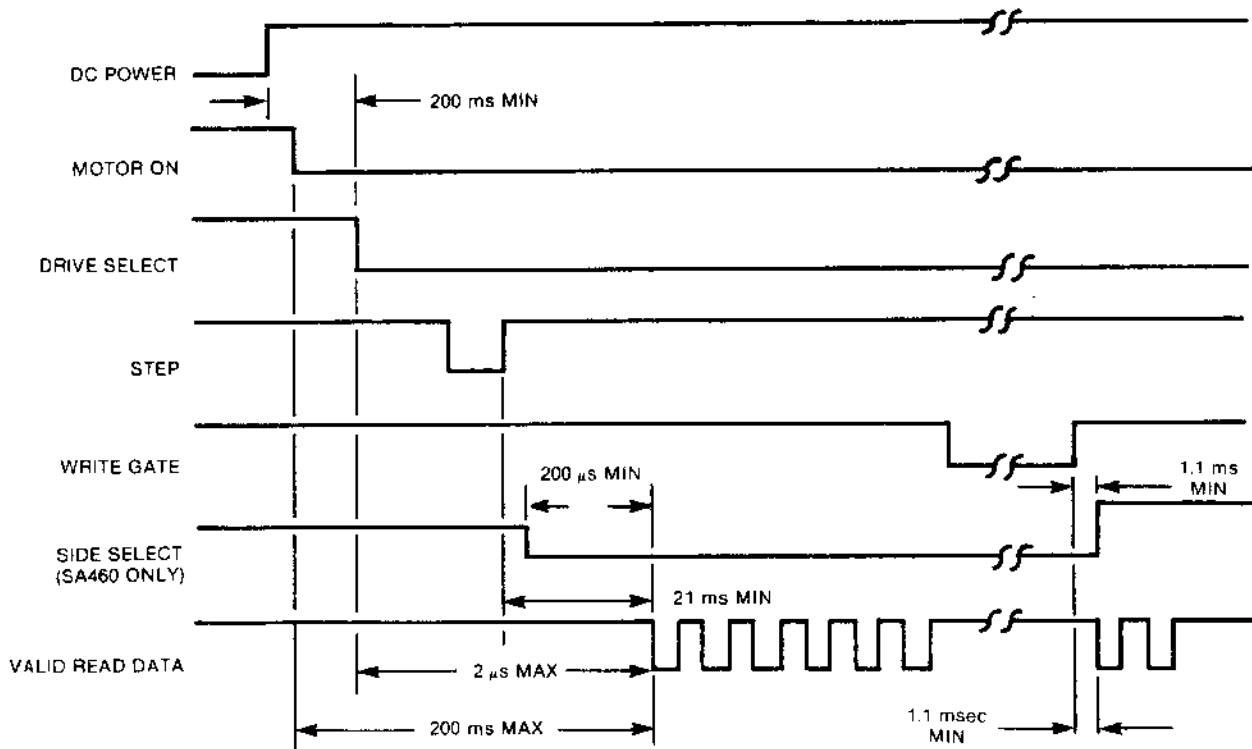 DC POWER
200 ms MIN
MOTOR ON
DRIVE SELECT
STEP
WRITE GATE
200 μs MIN
1.1 ms
MIN
SIDE SELECT
(SA460 ONLY)
21 ms MIN
VALID READ DATA
2 μs MAX
200 ms MAX
1.1 msec
MIN